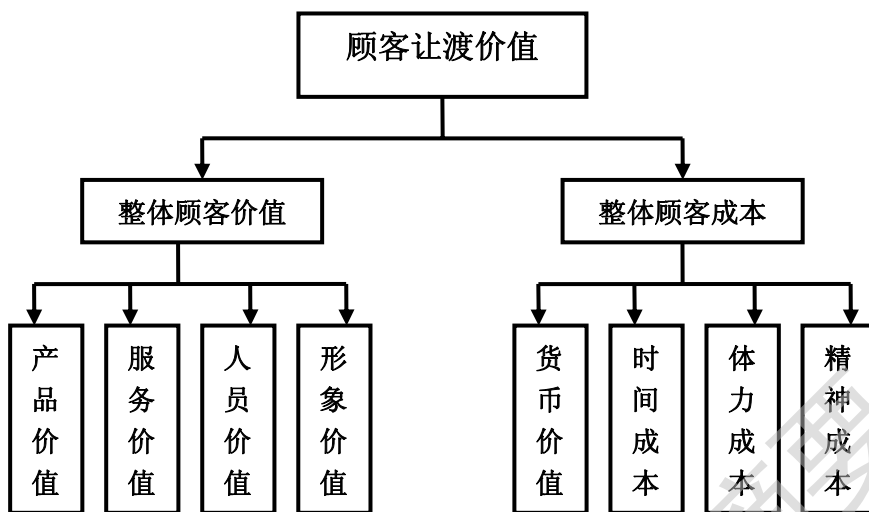 顾客让渡价值
整体顾客价值
整体顾客成本
产品价值
服务价值
人员价值
形象价值
货币价值
时间成本
体力成本
精神成本